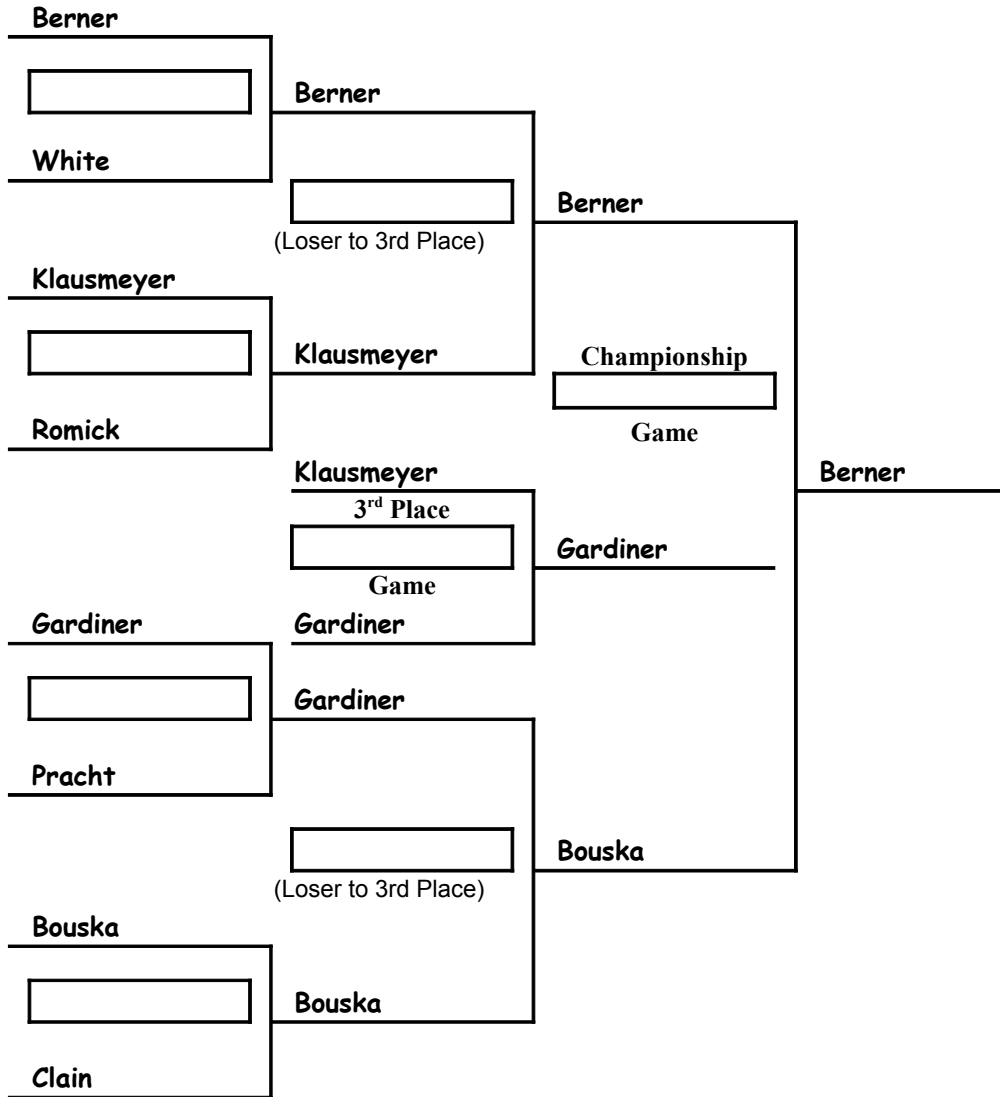 Berner
Berner
White
Berner
(Loser to 3rd Place)
Klausmeyer
Klausmeyer
Championship
Romick
Game
Klausmeyer
Berner
3rd Place
Gardiner
Game
Gardiner
Gardiner
Gardiner
Pracht
Bouska
(Loser to 3rd Place)
Bouska
Bouska
Clain